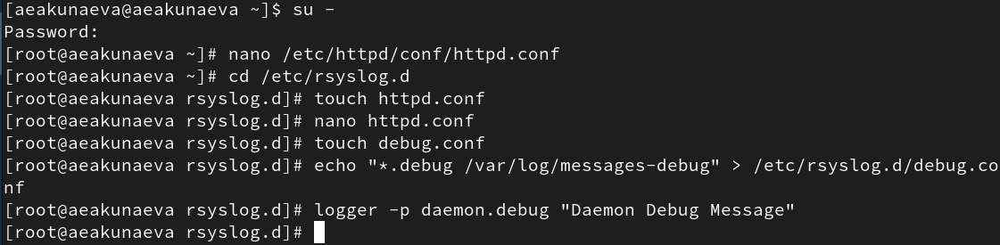 [aeakunaeva@aeakunaeva ~]$ su -
Password:
[root@aeakunaeva ~]# nano /etc/httpd/conf/httpd.conf
[root@aeakunaeva ~]# cd /etc/rsyslog.d
[root@aeakunaeva rsyslog.d]# touch httpd.conf
[root@aeakunaeva rsyslog.d]# nano httpd.conf
[root@aeakunaeva rsyslog.d]# touch debug.conf
[root@aeakunaeva rsyslog.d]# echo "*.debug /var/log/messages-debug" > /etc/rsyslog.d/debug.co
nf
[root@aeakunaeva rsyslog.d]# logger -p daemon.debug "Daemon Debug Message"
[root@aeakunaeva rsyslog.d]#